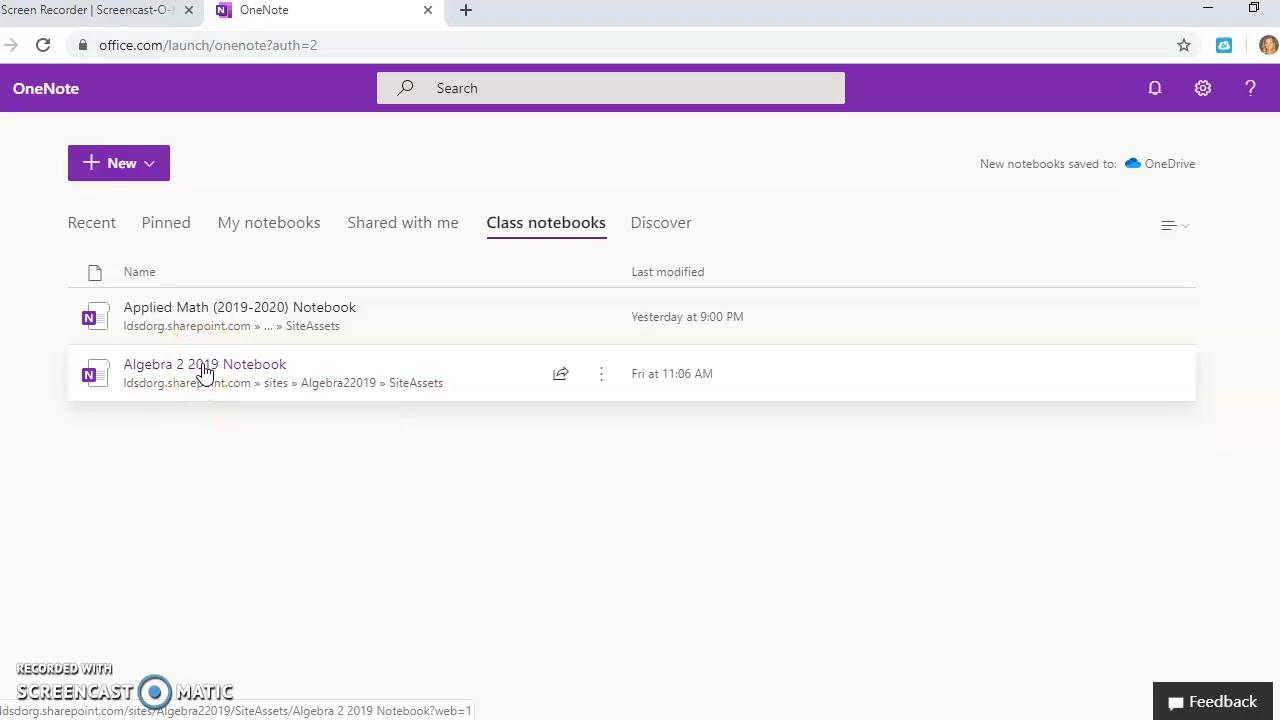 Screen Recorder | Screencast-O-
OneNote
office.com/launch/onenote?auth=2
OneNote
Search
New
New notebooks saved to: OneDrive
Recent
Pinned
My notebooks
Shared with me
Class notebooks
Discover
Name
Last modified
Applied Math (2019-2020) Notebook
ldsdorg.sharepoint.com » ... » SiteAssets
Yesterday at 9:00 PM
Algebra 2 2019 Notebook
ldsdorg.sharepoint.com » sites » Algebra22019 » SiteAssets
Fri at 11:06 AM
RECORDED WITH
SCREENCAST MATIC
ldsdorg.sharepoint.com/sites/Algebra22019/SiteAssets/Algebra 2 2019 Notebook?web=1
Feedback